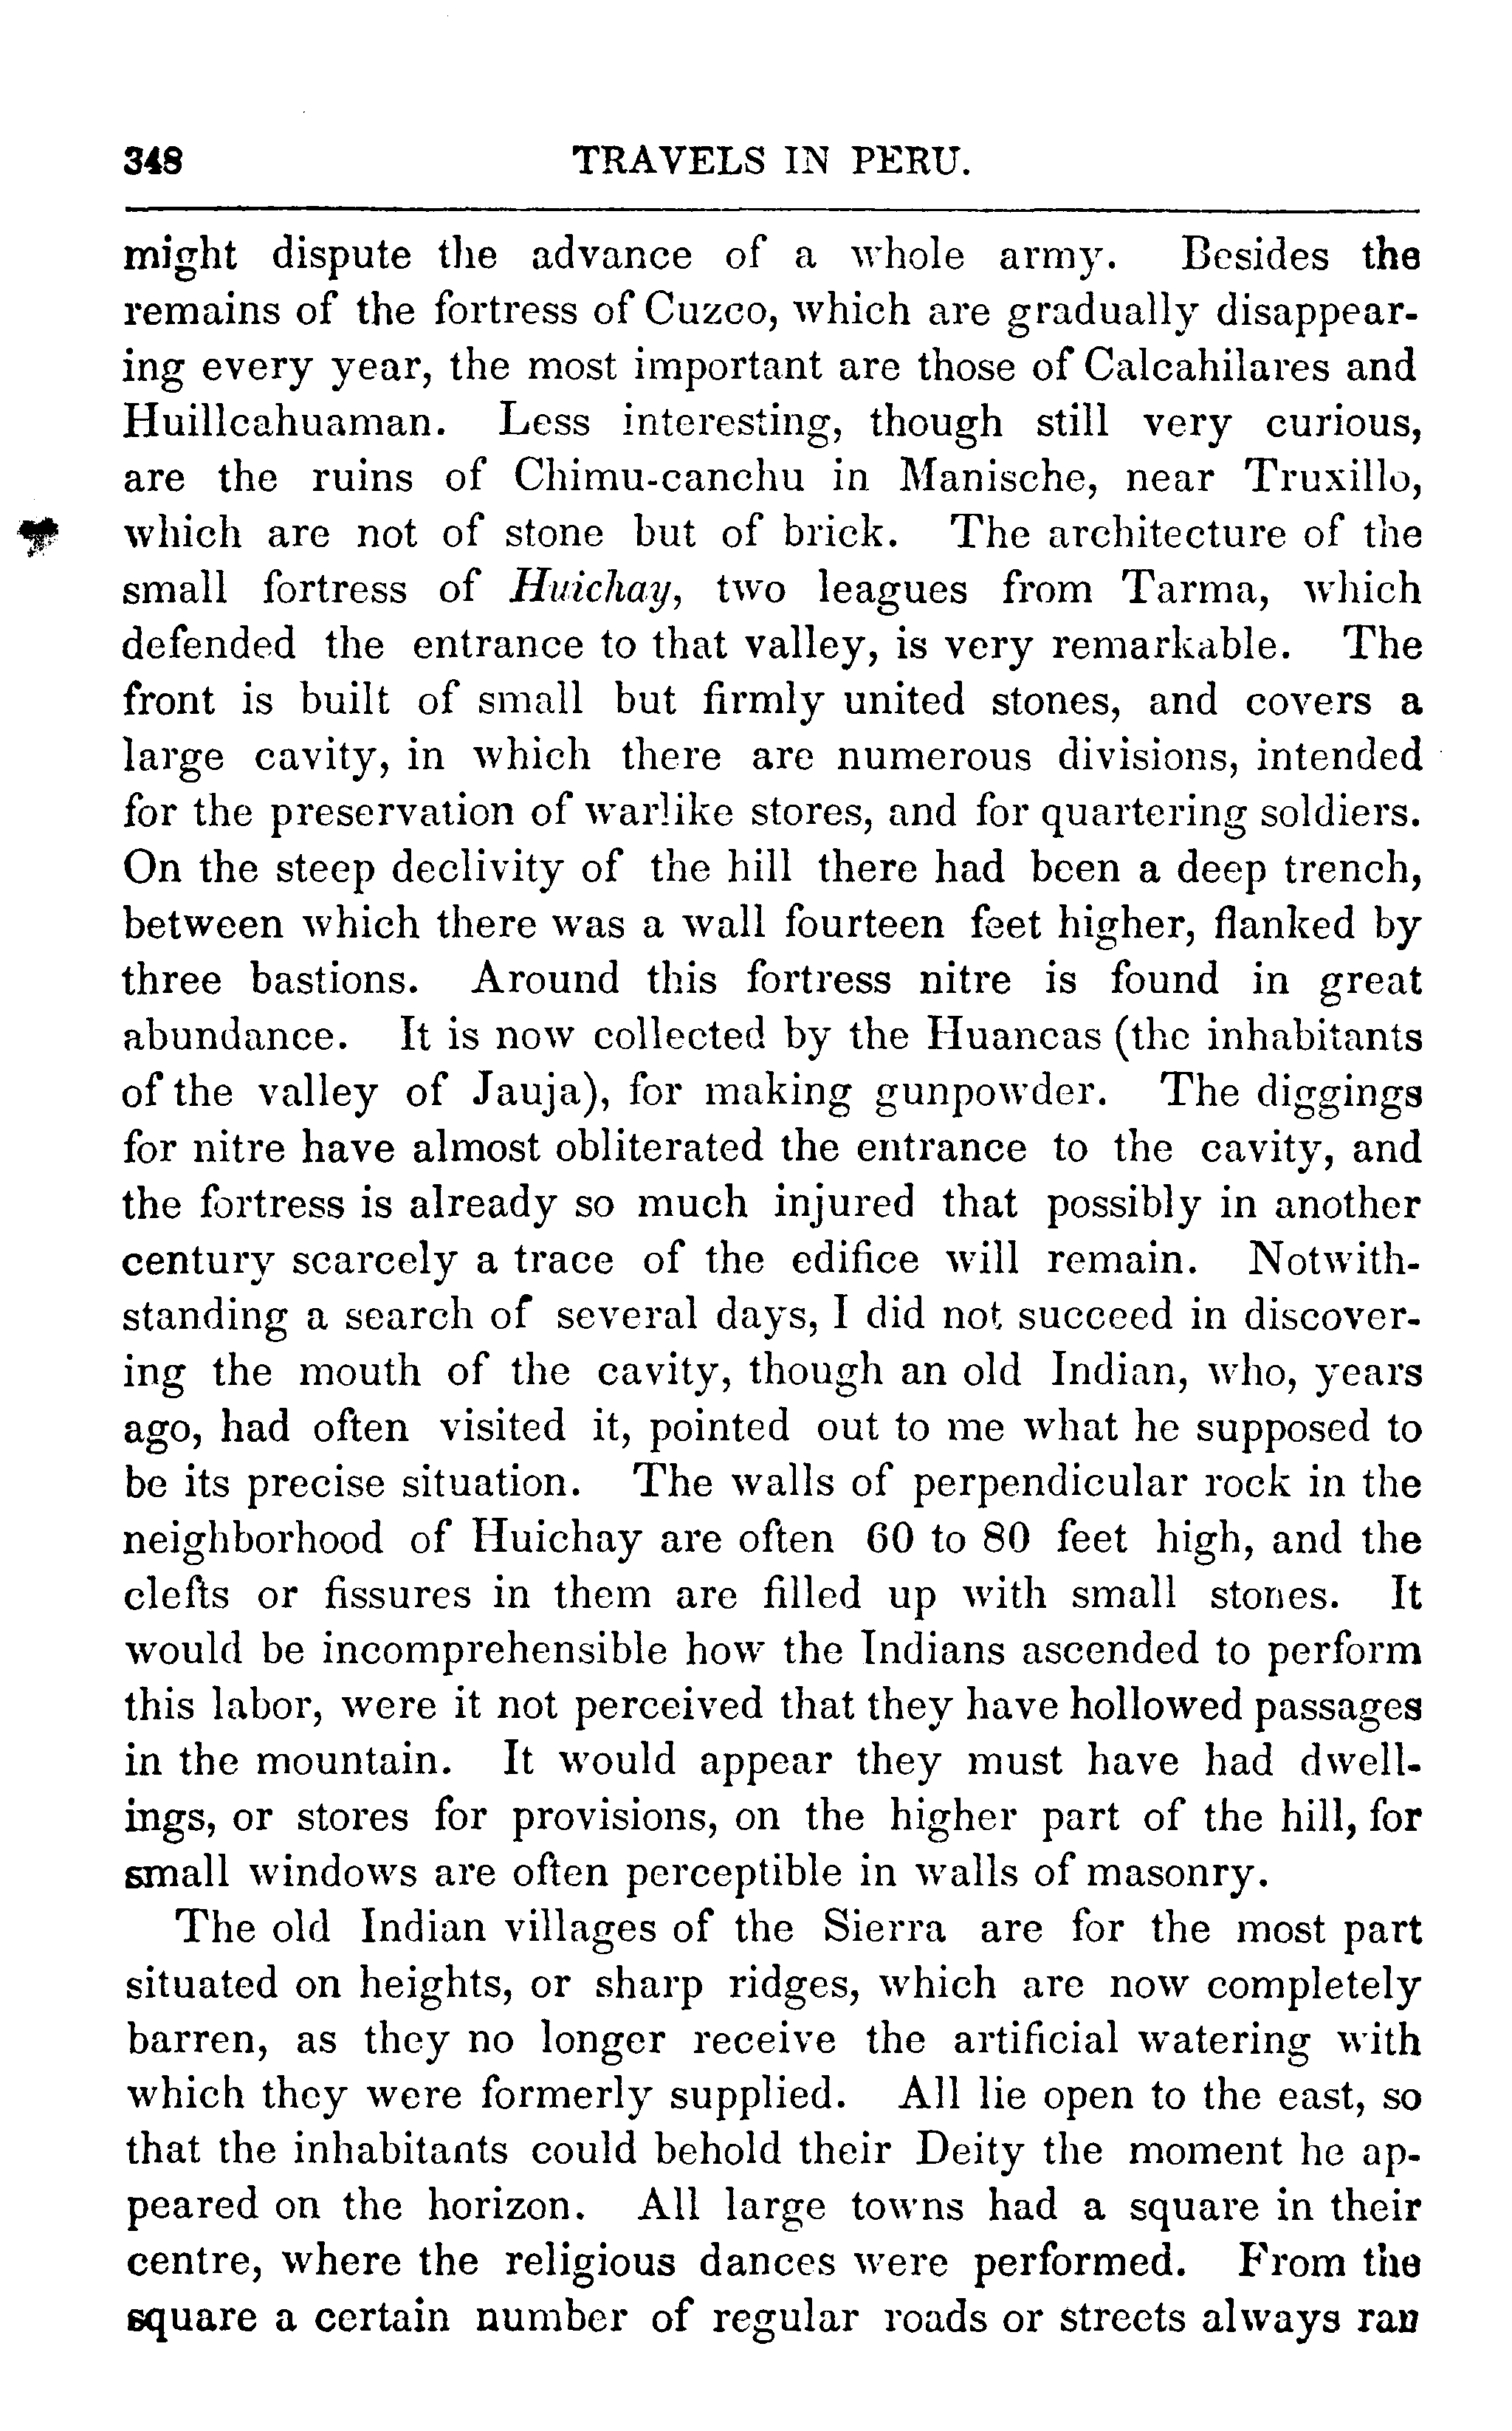 348 TRAVELS IN PERU.
might dispute the advance of a whole army. Besides the
remains of the fortress of Cuzco, which are gradually disappear-
ing every year, the most important are those of Calcahilares and
Huillcahuaman. Less interesting, though still very curious,
are the ruins of Chimu-canchu in Manische, near Truxillo,
which are not of stone but of brick. The architecture of the
small fortress of Huichay, two leagues from Tarma, which
defended the entrance to that valley, is very remarkable. The
front is built of small but firmly united stones, and covers a
large cavity, in which there are numerous divisions, intended
for the preservation of warlike stores, and for quartering soldiers.
On the steep declivity of the hill there had been a deep trench,
between which there was a wall fourteen feet higher, flanked by
three bastions. Around this fortress nitre is found in great
abundance. It is now collected by the Huancas (the inhabitants
of the valley of Jauja), for making gunpowder. The diggings
for nitre have almost obliterated the entrance to the cavity, and
the fortress is already so much injured that possibly in another
century scarcely a trace of the edifice will remain. Notwith-
standing a search of several days, I did not succeed in discover-
ing the mouth of the cavity, though an old Indian, who, years
ago, had often visited it, pointed out to me what he supposed to
be its precise situation. The walls of perpendicular rock in the
neighborhood of Huichay are often 60 to 80 feet high, and the
clefts or fissures in them are filled up with small stones. It
would be incomprehensible how the Indians ascended to perform
this labor, were it not perceived that they have hollowed passages
in the mountain. It would appear they must have had dwell-
ings, or stores for provisions, on the higher part of the hill, for
small windows are often perceptible in walls of masonry.
The old Indian villages of the Sierra are for the most part
situated on heights, or sharp ridges, which are now completely
barren, as they no longer receive the artificial watering with
which they were formerly supplied. All lie open to the east, so
that the inhabitants could behold their Deity the moment he ap-
peared on the horizon. All large towns had a square in their
centre, where the religious dances were performed. From the
square a certain number of regular roads or streets always ran